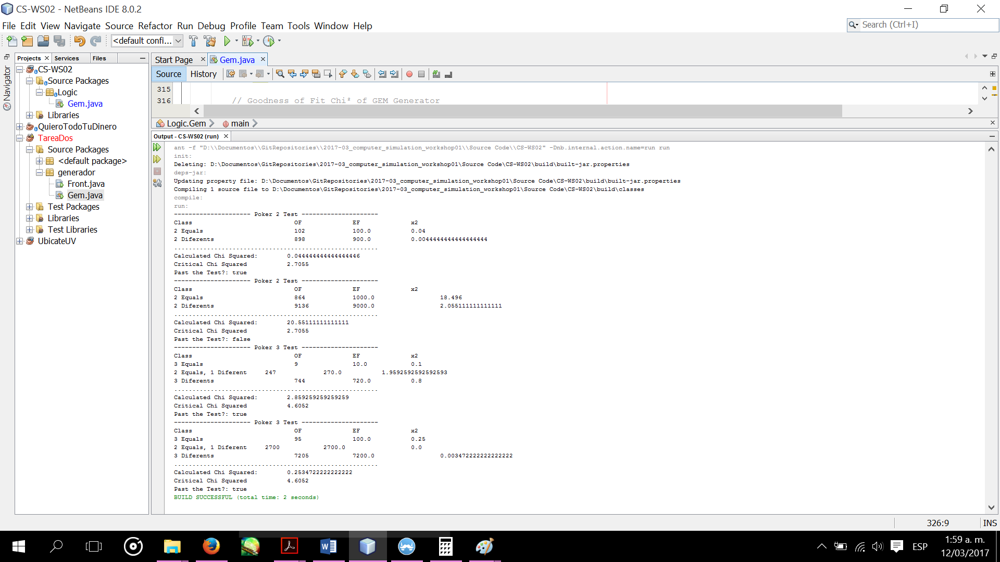 CS-WS02 - NetBeans IDE 8.0.2
File Edit View Navigate Source Refactor Run Debug Profile Team Tools Window Help
Search (Ctrl+I)
<default confi...
Projects Services Files
Navigator
CS-WS02
Source Packages
Logic
Gem.java
Libraries
QuieroTodoTuDinero
TareaDos
Source Packages
<default package>
generador
Front.java
Gem.java
Test Packages
Libraries
Test Libraries
UbicateUV
Start Page Gem.java
Source History
315
316 // Goodness of Fit Chi² of GEM Generator
Logic.Gem main
Output - CS-WS02 (run)
ant -f "D:\\Documentos\\GitRepositories\\2017-03_computer_simulation_workshop01\\Source Code\\CS-WS02" -Dnb.internal.action.name=run run
init:
Deleting: D:\Documentos\GitRepositories\2017-03_computer_simulation_workshop01\Source Code\CS-WS02\build\built-jar.properties
deps-jar:
Updating property file: D:\Documentos\GitRepositories\2017-03_computer_simulation_workshop01\Source Code\CS-WS02\build\built-jar.properties
Compiling 1 source file to D:\Documentos\GitRepositories\2017-03_computer_simulation_workshop01\Source Code\CS-WS02\build\classes
compile:
run:
--------------------- Poker 2 Test ---------------------
Class OF EF x2
2 Equals 102 100.0 0.04
2 Diferents 898 900.0 0.0044444444444444444
........................................................
Calculated Chi Squared: 0.044444444444444446
Critical Chi Squared 2.7055
Past the Test?: true
--------------------- Poker 2 Test ---------------------
Class OF EF x2
2 Equals 864 1000.0 18.496
2 Diferents 9136 9000.0 2.055111111111111
........................................................
Calculated Chi Squared: 20.55111111111111
Critical Chi Squared 2.7055
Past the Test?: false
--------------------- Poker 3 Test ---------------------
Class OF EF x2
3 Equals 9 10.0 0.1
2 Equals, 1 Diferent 247 270.0 1.9592592592592593
3 Diferents 744 720.0 0.8
........................................................
Calculated Chi Squared: 2.859259259259259
Critical Chi Squared 4.6052
Past the Test?: true
--------------------- Poker 3 Test ---------------------
Class OF EF x2
3 Equals 95 100.0 0.25
2 Equals, 1 Diferent 2700 2700.0 0.0
3 Diferents 7205 7200.0 0.003472222222222222
........................................................
Calculated Chi Squared: 0.2534722222222222
Critical Chi Squared 4.6052
Past the Test?: true
BUILD SUCCESSFUL (total time: 2 seconds)
326:9 INS
ESP
1:59 a. m.
12/03/2017